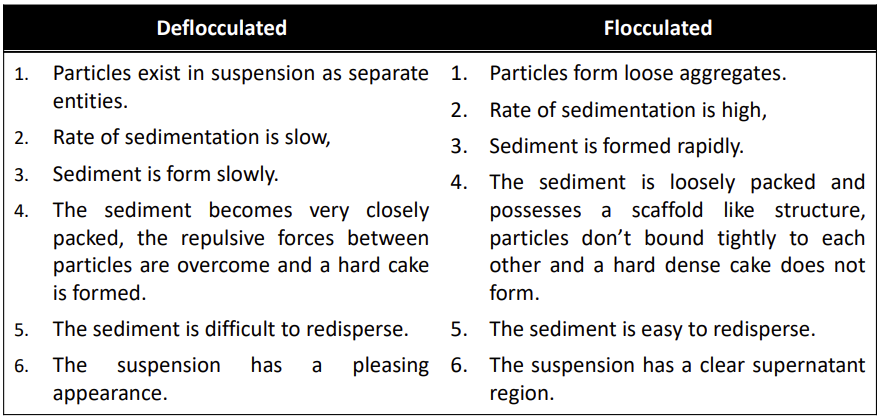 Deflocculated
Flocculated
1. Particles exist in suspension as separate
entities.
2. Rate of sedimentation is slow,
3. Sediment is form slowly.
4. The sediment becomes very closely
packed, the repulsive forces between
particles are overcome and a hard cake
is formed.
5. The sediment is difficult to redisperse.
6. The suspension has a pleasing
appearance.
1. Particles form loose aggregates.
2. Rate of sedimentation is high,
3. Sediment is formed rapidly.
4. The sediment is loosely packed and
possesses a scaffold like structure,
particles don’t bound tightly to each
other and a hard dense cake does not
form.
5. The sediment is easy to redisperse.
6. The suspension has a clear supernatant
region.